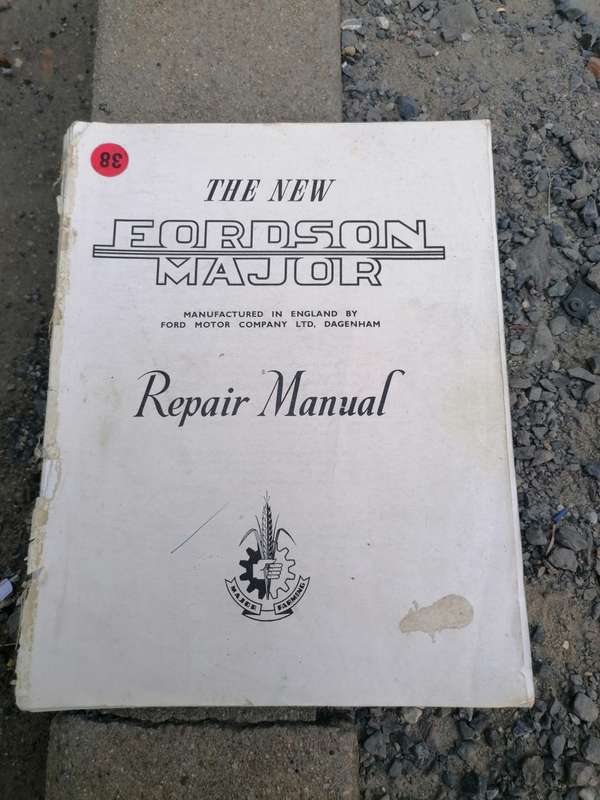 38
THE NEW
FORDSON
MAJOR
MANUFACTURED IN ENGLAND BY
FORD MOTOR COMPANY LTD, DAGENHAM
Repair Manual
MAJOR FARMING